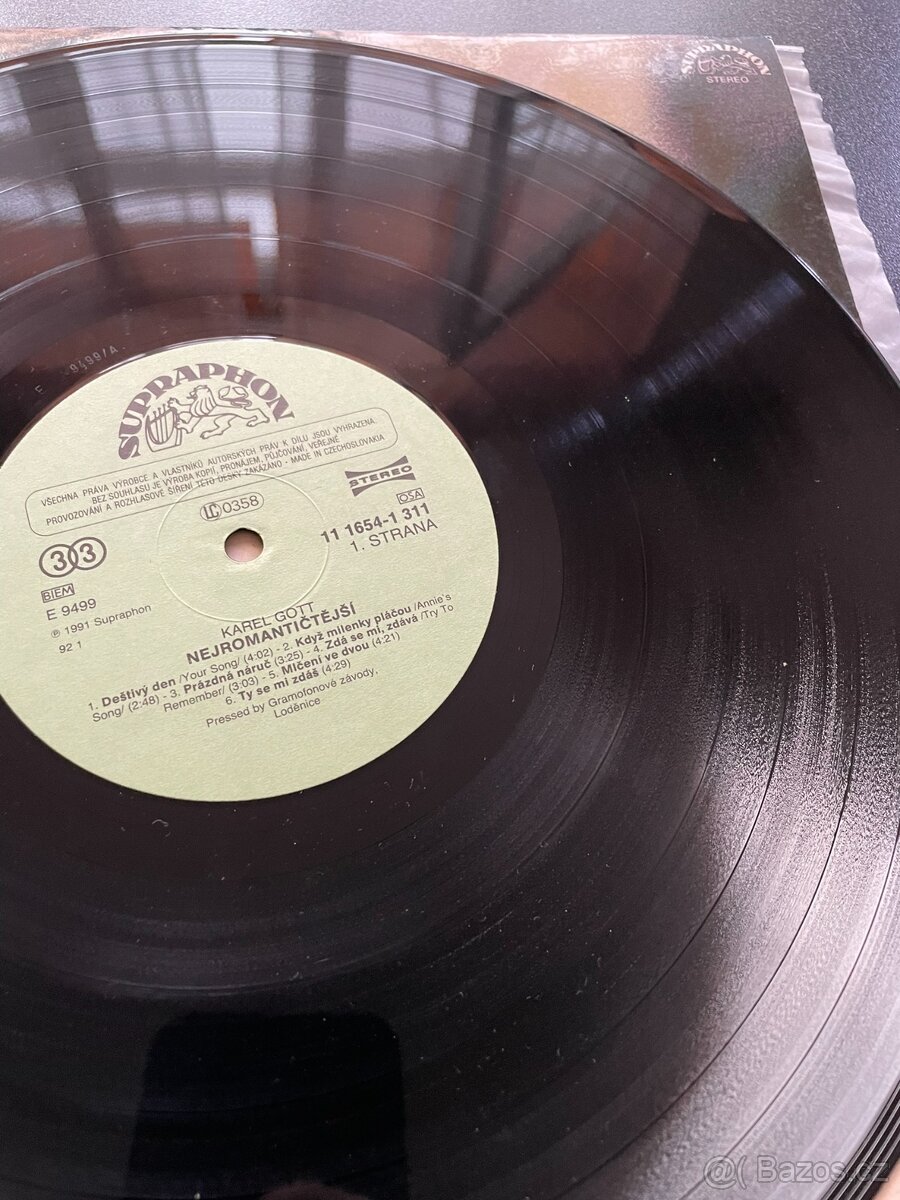 SUPRAPHON
STEREO
E 9499/A
SUPRAPHON
VŠECHNA PRÁVA VÝROBCE A VLASTNÍKŮ AUTORSKÝCH PRÁV K DÍLU JSOU VYHRAZENA.
BEZ SOUHLASU JE VÝROBA KOPIÍ, PRONÁJEM, PŮJČOVÁNÍ, VEŘEJNÉ
PROVOZOVÁNÍ A ROZHLASOVÉ ŠÍŘENÍ TÉTO DESKY ZAKÁZÁNO - MADE IN CZECHOSLOVAKIA
STEREO
LC 0358
OSA
11 1654-1 311
1. STRANA
33
BIEM
E 9499
℗ 1991 Supraphon
92 1
KAREL GOTT
NEJROMANTIČTĚJŠÍ
1. Deštivý den /Your Song/ (4:02) - 2. Když milenky pláčou /Annie's
Song/ (2:48) - 3. Prázdná náruč (3:25) - 4. Zdá se mi, zdává /Try To
Remember/ (3:03) - 5. Mlčení ve dvou (4:21)
6. Ty se mi zdáš (4:29)
Pressed by Gramofonové závody,
Loděnice
@( Bazos.cz